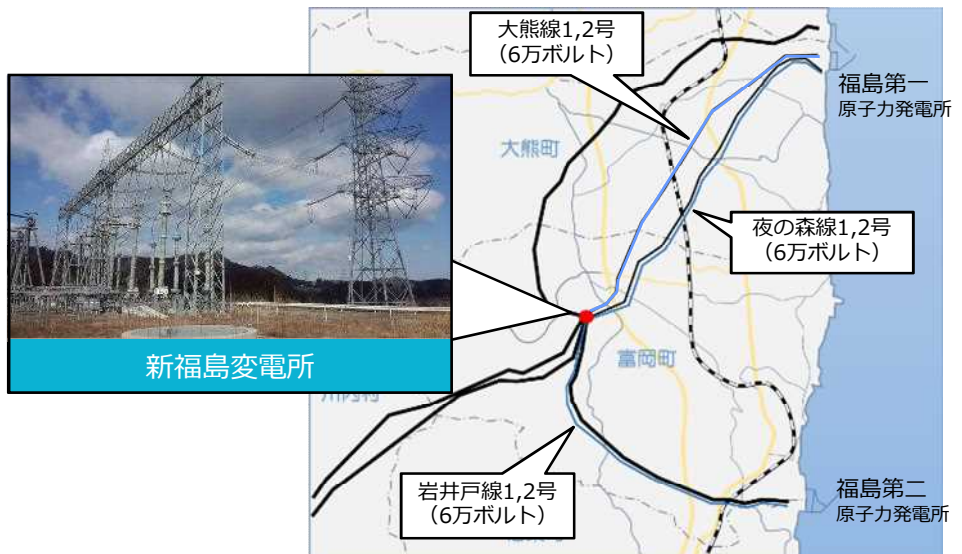 大熊線1,2号
（6万ボルト）
福島第一
原子力発電所
大熊町
夜の森線1,2号
（6万ボルト）
新福島変電所
富岡町
川内村
岩井戸線1,2号
（6万ボルト）
福島第二
原子力発電所